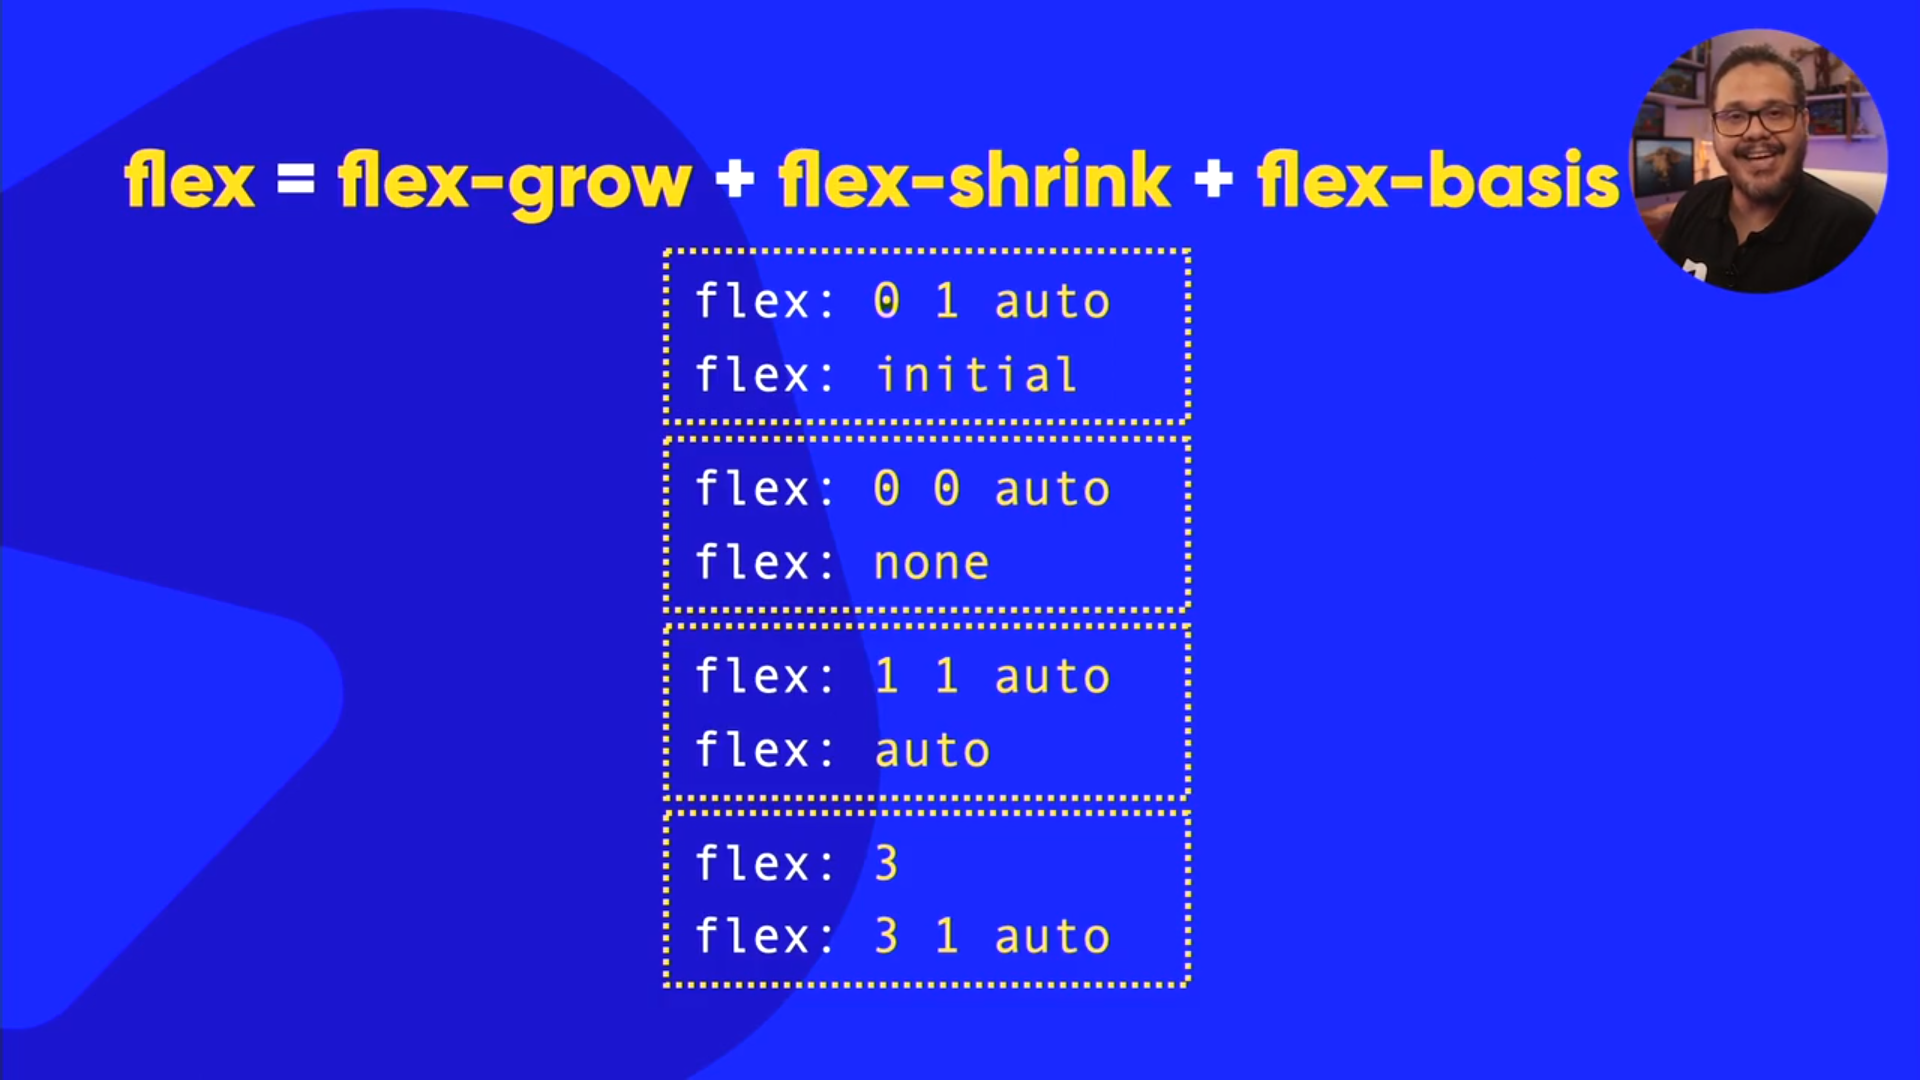 flex = flex-grow + flex-shrink + flex-basis
flex: 0 1 auto
flex: initial
flex: 0 0 auto
flex: none
flex: 1 1 auto
flex: auto
flex: 3
flex: 3 1 auto